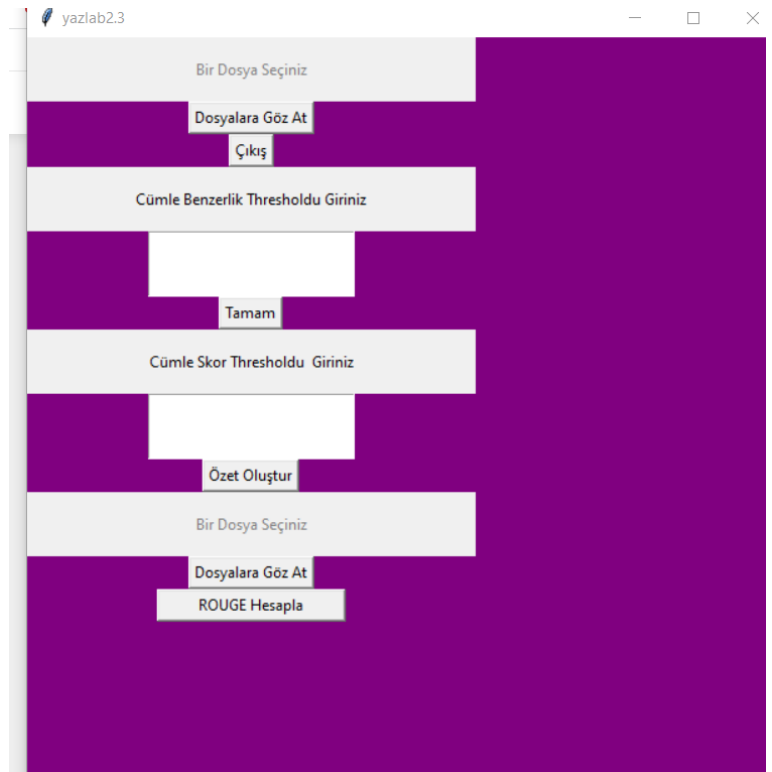 yazlab2.3
Bir Dosya Seçiniz
Dosyalara Göz At
Çıkış
Cümle Benzerlik Thresholdu Giriniz
Tamam
Cümle Skor Thresholdu  Giriniz
Özet Oluştur
Bir Dosya Seçiniz
Dosyalara Göz At
ROUGE Hesapla